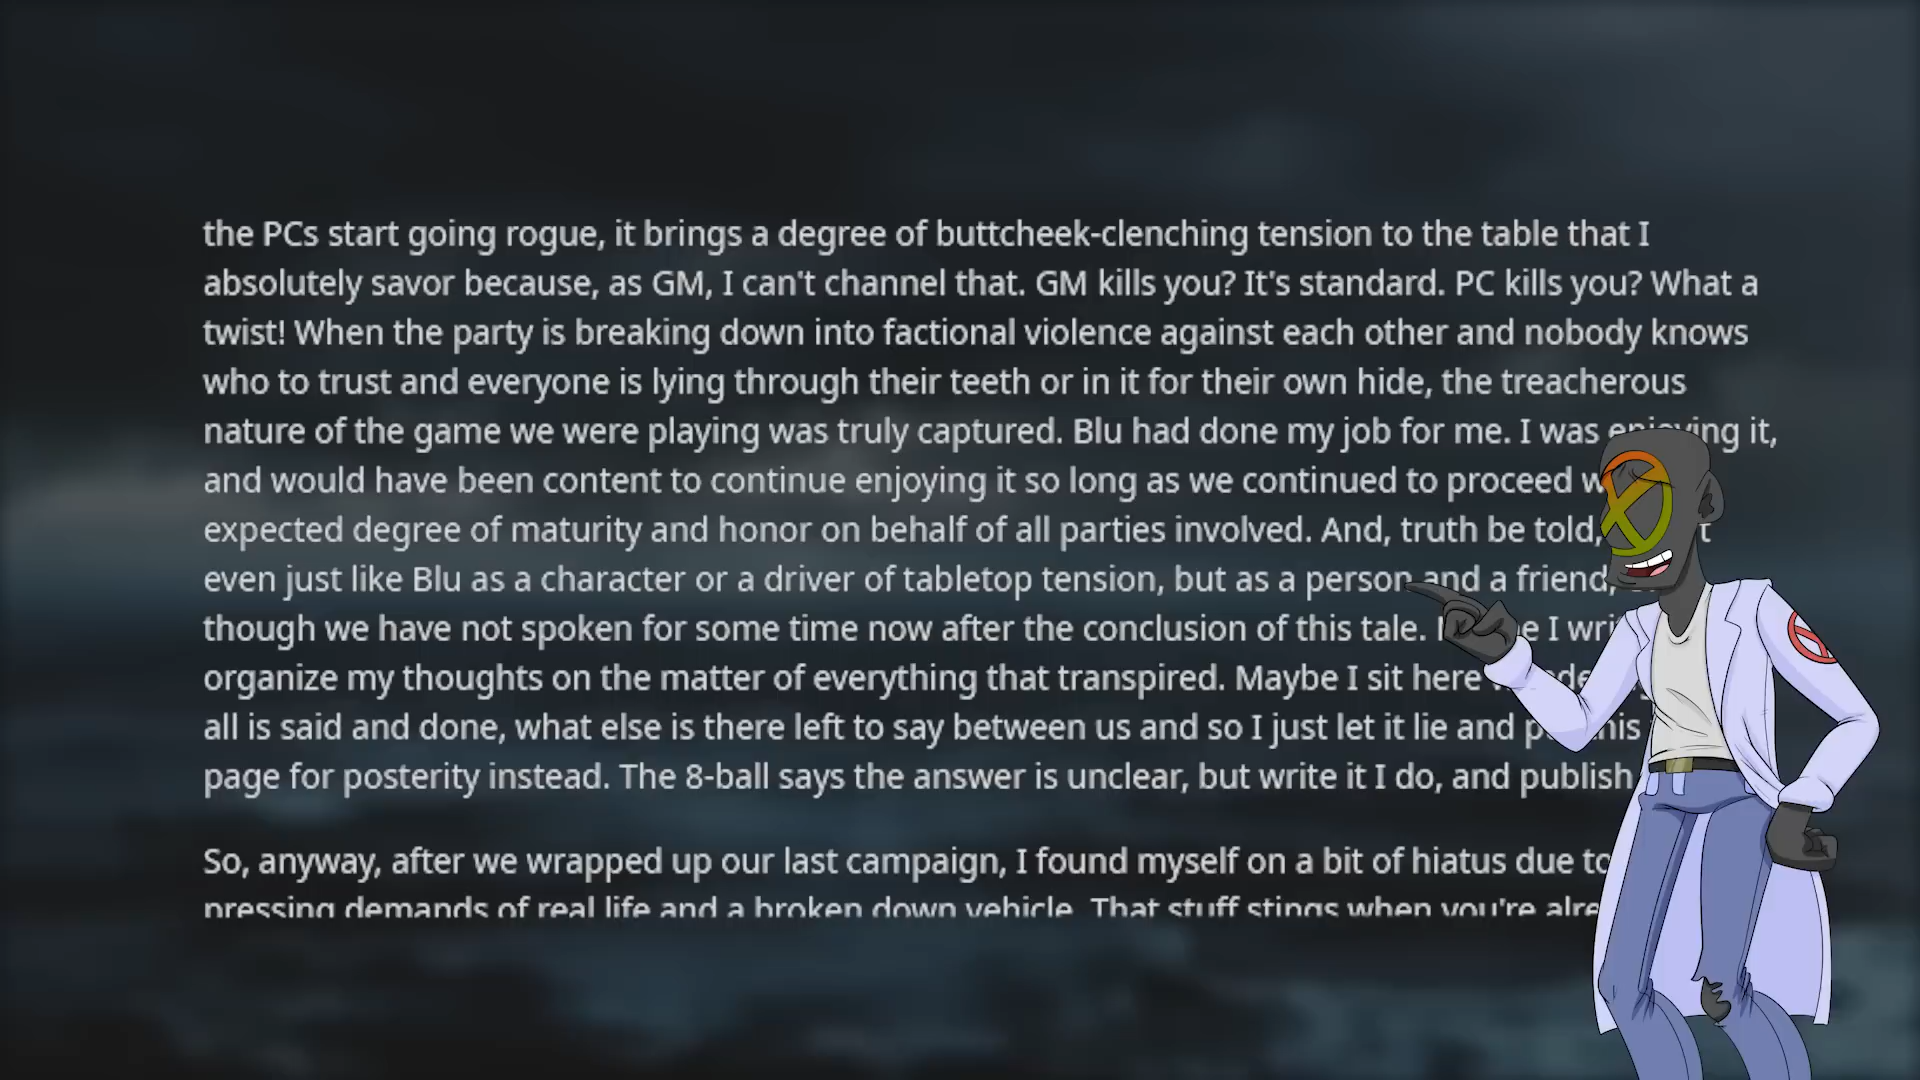 the PCs start going rogue, it brings a degree of buttcheek-clenching tension to the table that I
absolutely savor because, as GM, I can't channel that. GM kills you? It's standard. PC kills you? What a
twist! When the party is breaking down into factional violence against each other and nobody knows
who to trust and everyone is lying through their teeth or in it for their own hide, the treacherous
nature of the game we were playing was truly captured. Blu had done my job for me. I was enjoying it,
and would have been content to continue enjoying it so long as we continued to proceed
expected degree of maturity and honor on behalf of all parties involved. And, truth be told,
even just like Blu as a character or a driver of tabletop tension, but as a person and a friend,
though we have not spoken for some time now after the conclusion of this tale. I
organize my thoughts on the matter of everything that transpired. Maybe I sit here
all is said and done, what else is there left to say between us and so I just let it lie and
page for posterity instead. The 8-ball says the answer is unclear, but write it I do, and publish
So, anyway, after we wrapped up our last campaign, I found myself on a bit of hiatus due to
pressing demands of real life and a broken down vehicle. That stuff stings when you're